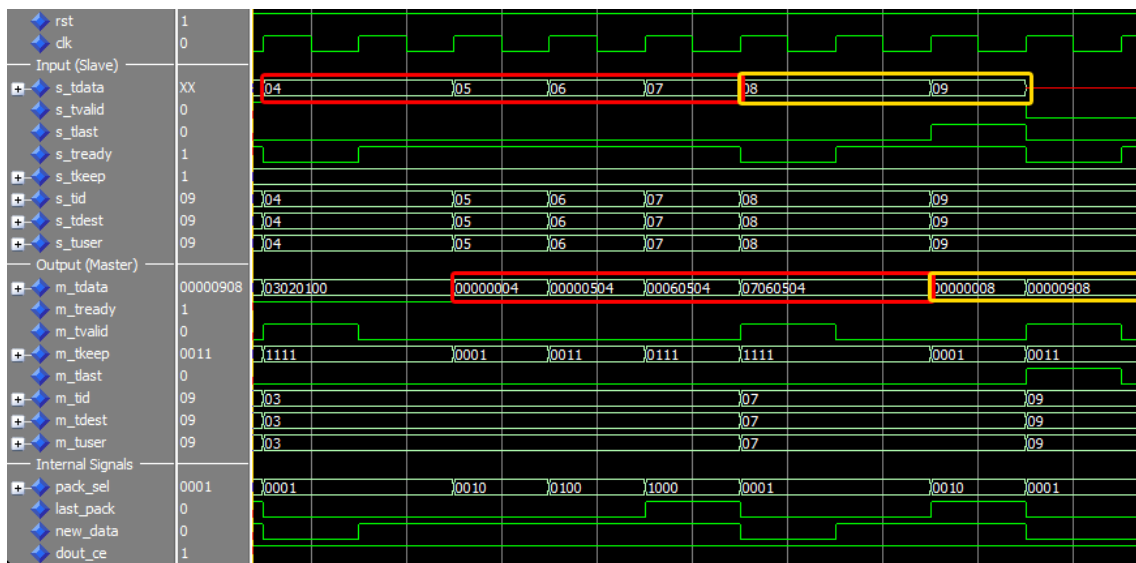 rst 1
clk 0
Input (Slave)
s_tdata XX 04 05 06 07 08 09
s_tvalid 0
s_tlast 0
s_tready 1
s_tkeep 1
s_tid 09 04 05 06 07 08 09
s_tdest 09 04 05 06 07 08 09
s_tuser 09 04 05 06 07 08 09
Output (Master)
m_tdata 00000908 03020100 00000004 00000504 00060504 07060504 00000008 00000908
m_tready 1
m_tvalid 0
m_tkeep 0011 1111 0001 0011 0111 1111 0001 0011
m_tlast 0
m_tid 09 03 07 09
m_tdest 09 03 07 09
m_tuser 09 03 07 09
Internal Signals
pack_sel 0001 0001 0010 0100 1000 0001 0010 0001
last_pack 0
new_data 0
dout_ce 1